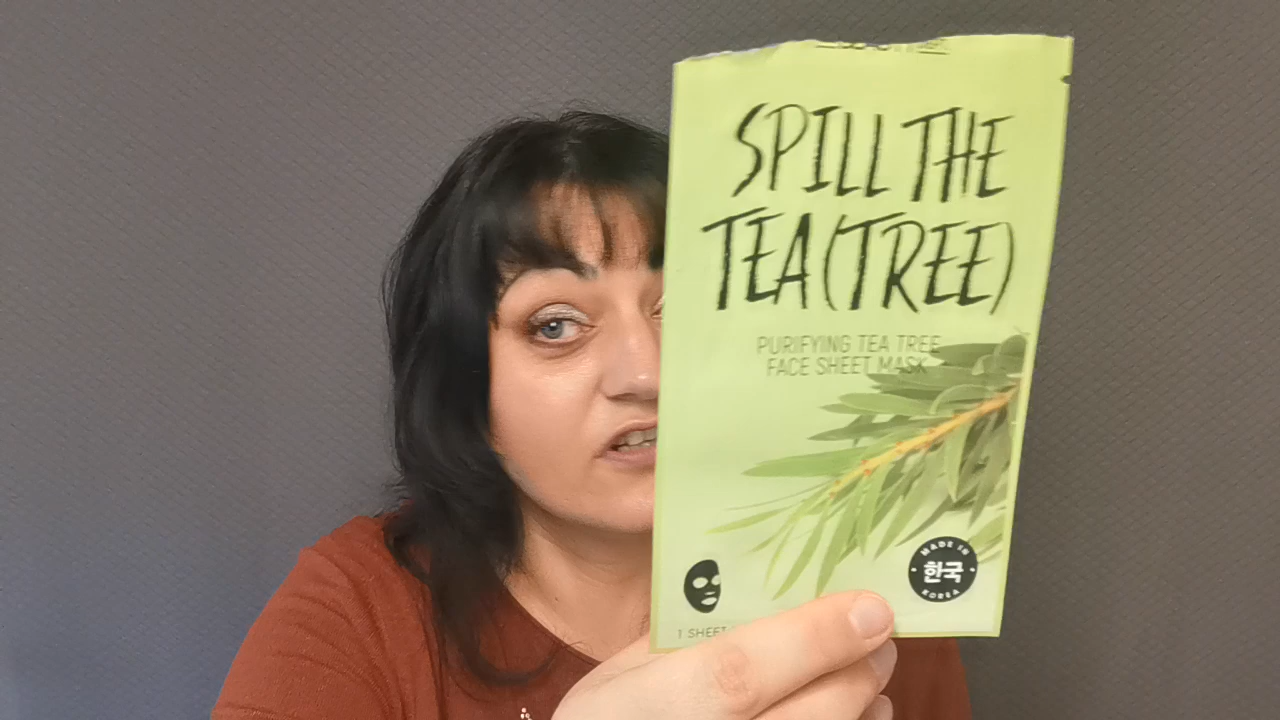 SPILL THE
TEA(TREE)
PURIFYING TEA TREE
FACE SHEET MASK
MADE IN
한국
KOREA
1 SHEET